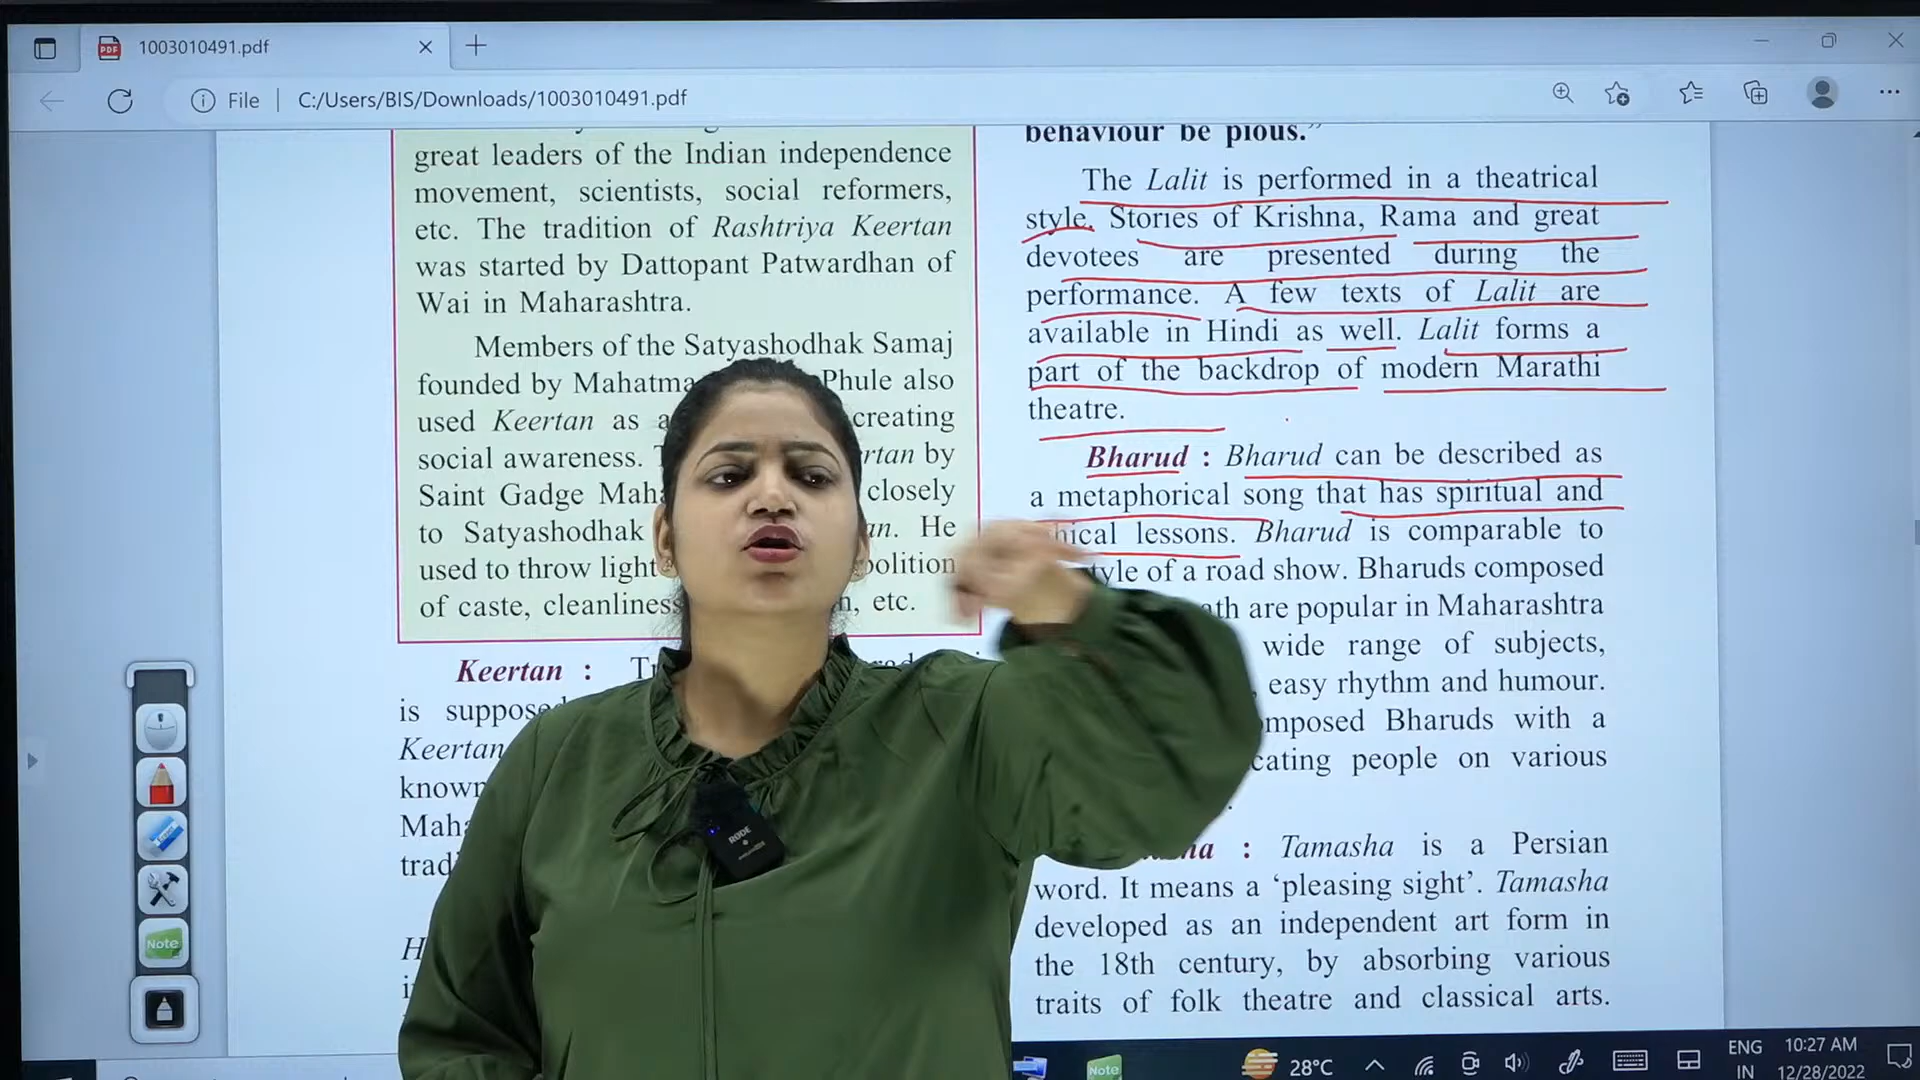 1003010491.pdf
File
C:/Users/BIS/Downloads/1003010491.pdf
great leaders of the Indian independence
movement, scientists, social reformers,
etc. The tradition of Rashtriya Keertan
was started by Dattopant Patwardhan of
Wai in Maharashtra.
Members of the Satyashodhak Samaj
founded by Mahatma Phule also
used Keertan as creating
social awareness. by
Saint Gadge closely
to Satyashodhak He
used to throw light
of caste, cleanliness etc.
Keertan :
is
Keertan
known
behaviour be pious.”
The Lalit is performed in a theatrical
style. Stories of Krishna, Rama and great
devotees are presented during the
performance. A few texts of Lalit are
available in Hindi as well. Lalit forms a
part of the backdrop of modern Marathi
theatre.
Bharud : Bharud can be described as
a metaphorical song that has spiritual and
lessons. Bharud is comparable to
of a road show. Bharuds composed
are popular in Maharashtra
wide range of subjects,
easy rhythm and humour.
Bharuds with a
people on various
: Tamasha is a Persian
word. It means a ‘pleasing sight’. Tamasha
developed as an independent art form in
the 18th century, by absorbing various
traits of folk theatre and classical arts.
Note
RØDE
Note
28°C
ENG
IN
10:27 AM
12/28/2022